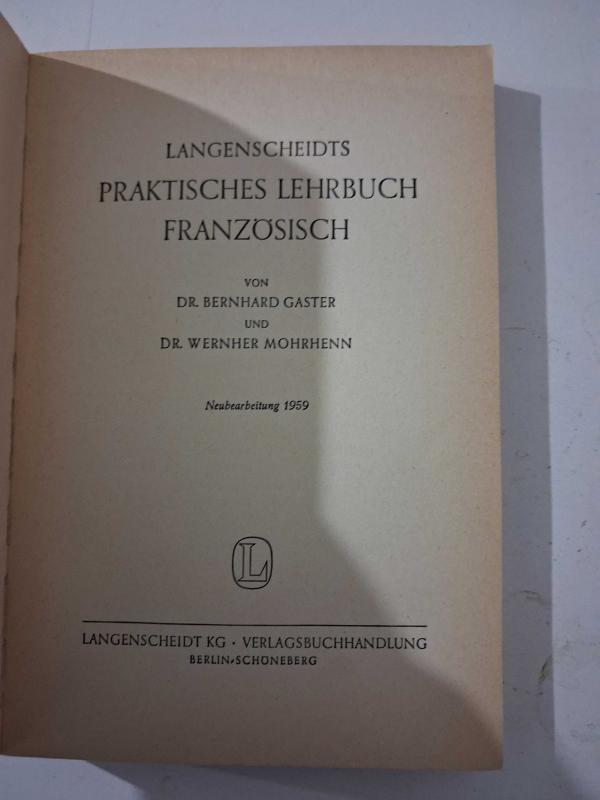 LANGENSCHEIDTS
PRAKTISCHES LEHRBUCH
FRANZÖSISCH
VON
DR. BERNHARD GASTER
UND
DR. WERNHER MOHRHENN
Neubearbeitung 1959
L
LANGENSCHEIDT KG · VERLAGSBUCHHANDLUNG
BERLIN-SCHÖNEBERG